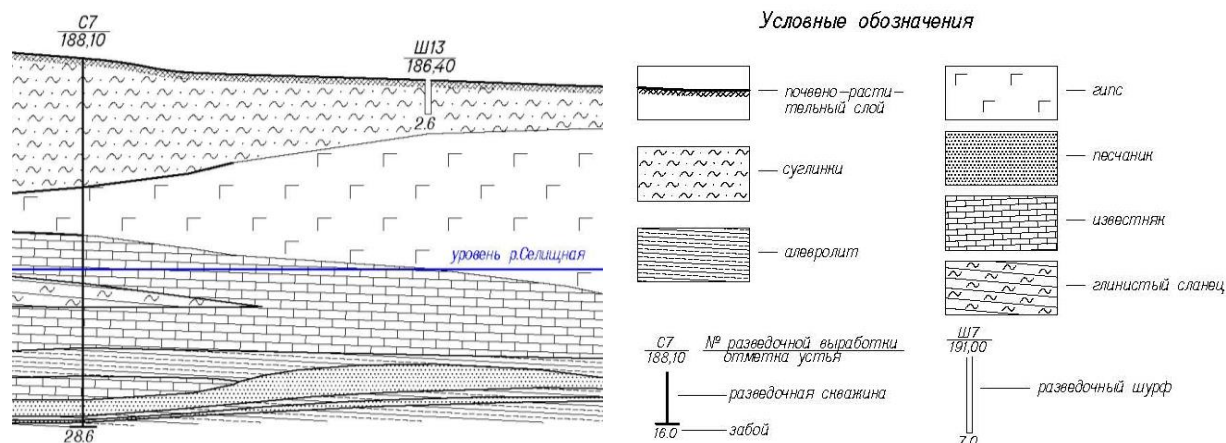 С7
188,10
Ш13
186,40
2.6
уровень р.Селищная
28.6
Условные обозначения
почвено-расти-
тельный слой
суглинки
алевролит
гипс
песчаник
известняк
глинистый сланец
С7
188,10
№ разведочной выработки
отметка устья
разведочная скважина
16.0
забой
Ш7
191,00
разведочный шурф
7.0